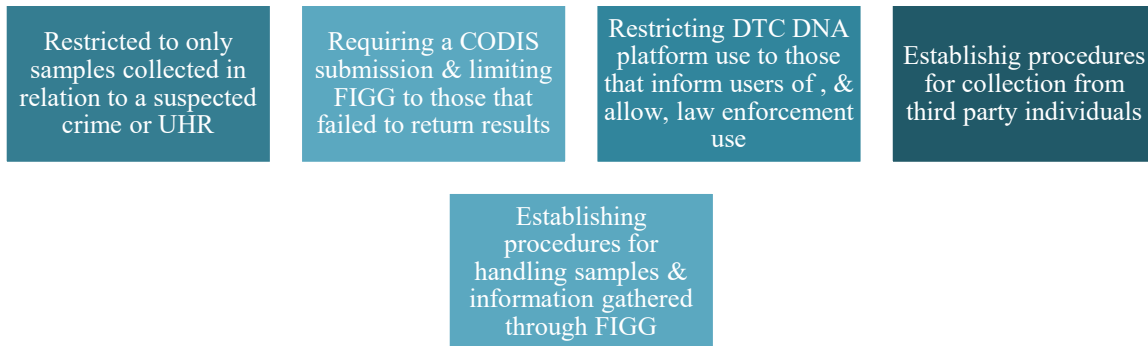 Restricted to only
samples collected in
relation to a suspected
crime or UHR
Requiring a CODIS
submission & limiting
FIGG to those that
failed to return results
Restricting DTC DNA
platform use to those
that inform users of , &
allow, law enforcement
use
Establishig procedures
for collection from
third party individuals
Establishing
procedures for
handling samples &
information gathered
through FIGG